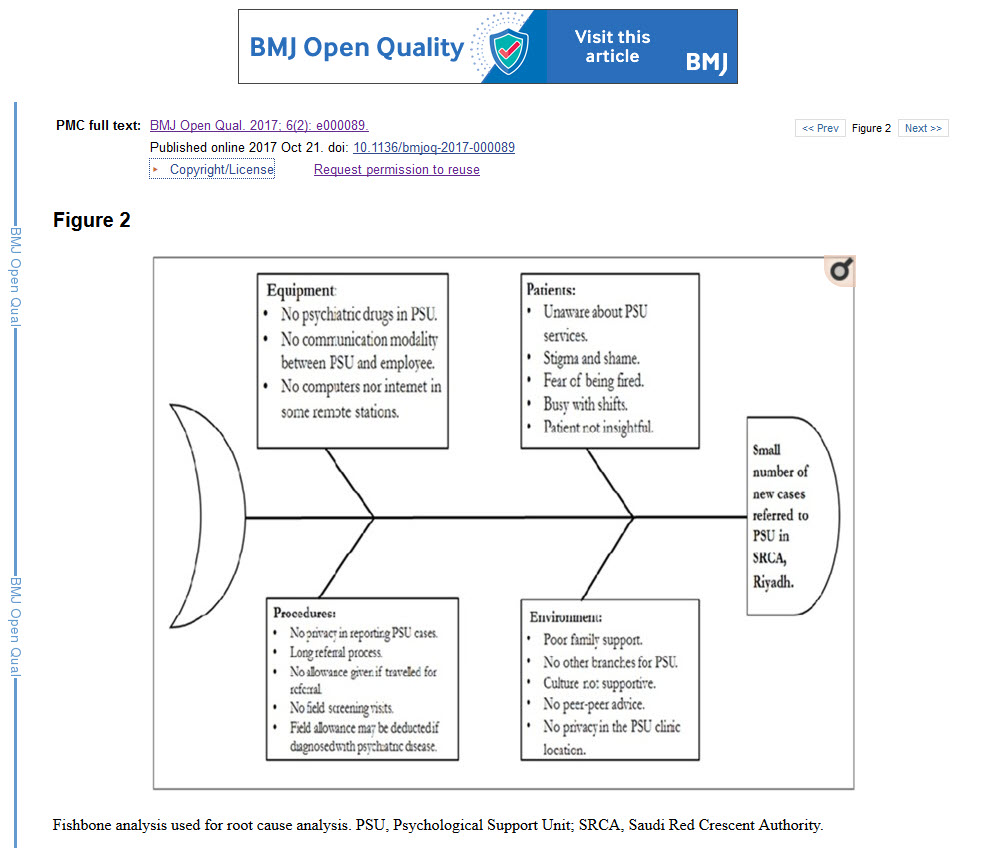 BMJ Open Quality
Visit this
article
BMJ
PMC full text:
BMJ Open Qual. 2017; 6(2): e000089.
Published online 2017 Oct 21. doi: 10.1136/bmjoq-2017-000089
Copyright/License
Request permission to reuse
<< Prev
Figure 2
Next >>
Figure 2
BMJ Open Qual
BMJ Open Qual
Equipment:
• No psychiatric drugs in PSU.
• No communication modality
between PSU and employee.
• No computers nor internet in
some remote stations.
Patients:
• Unaware about PSU
services.
• Stigma and shame.
• Fear of being fired.
• Busy with shifts.
• Patient not insightful.
Small
number of
new cases
referred to
PSU in
SRCA,
Riyadh.
Procedures:
• No privacy in reporting PSU cases.
• Long referral process.
• No allowance given if travelled for
referral.
• No field screening visits.
• Field allowance may be deducted if
diagnosed with psychiatric disease.
Environment:
• Poor family support.
• No other branches for PSU.
• Culture not supportive.
• No peer-peer advice.
• No privacy in the PSU clinic
location.
Fishbone analysis used for root cause analysis. PSU, Psychological Support Unit; SRCA, Saudi Red Crescent Authority.